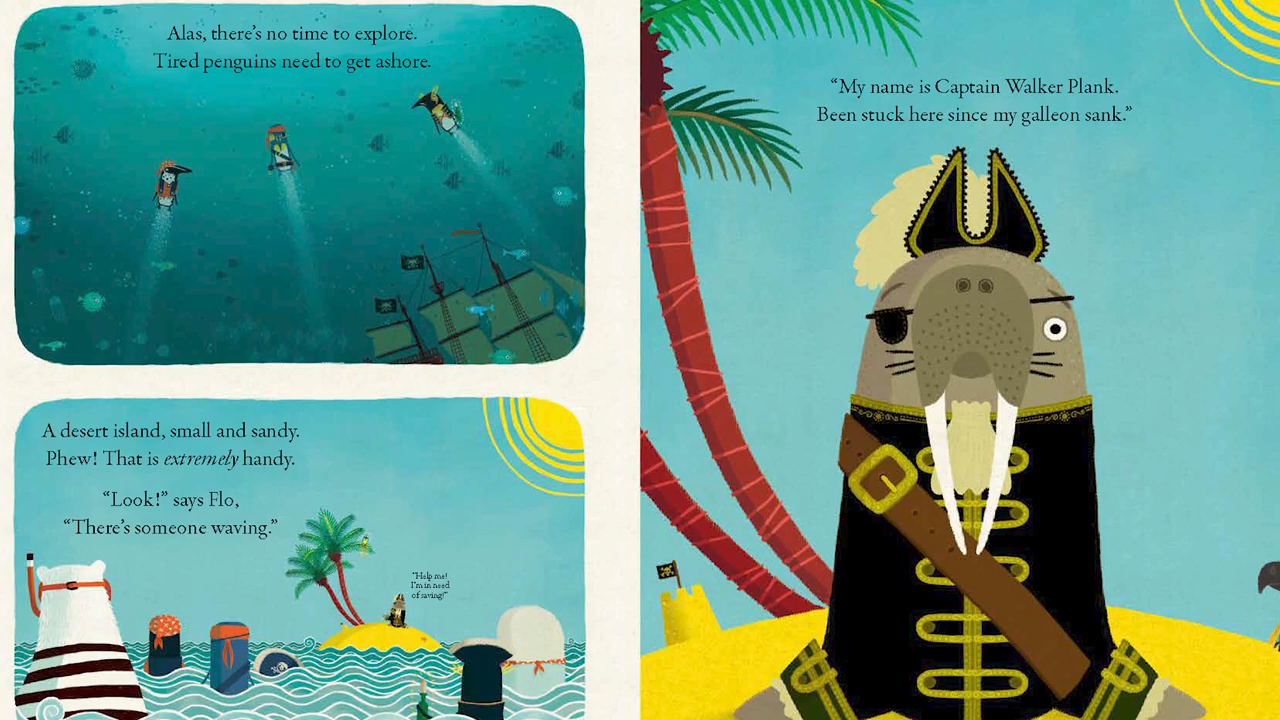 Alas, there’s no time to explore.
Tired penguins need to get ashore.
A desert island, small and sandy.
Phew! That is extremely handy.
“Look!” says Flo,
“There’s someone waving.”
“Help me!
I’m in need
of saving!”
“My name is Captain Walker Plank.
Been stuck here since my galleon sank.”